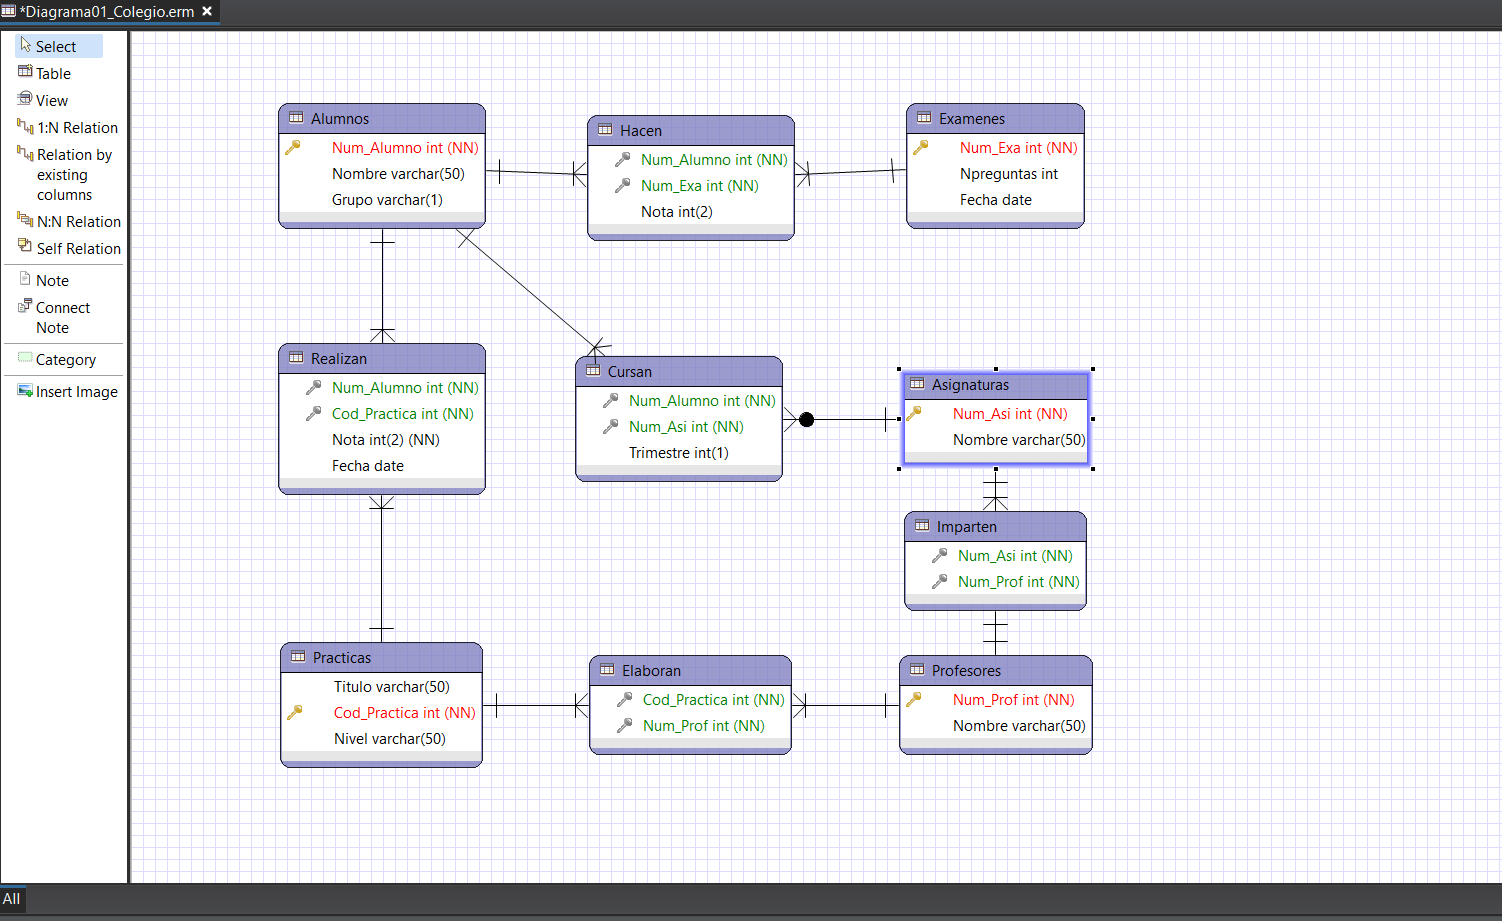 *Diagrama01_Colegio.erm
Select
Table
View
1:N Relation
Relation by
existing
columns
N:N Relation
Self Relation
Note
Connect
Note
Category
Insert Image
Alumnos
Num_Alumno int (NN)
Nombre varchar(50)
Grupo varchar(1)
Hacen
Num_Alumno int (NN)
Num_Exa int (NN)
Nota int(2)
Examenes
Num_Exa int (NN)
Npreguntas int
Fecha date
Realizan
Num_Alumno int (NN)
Cod_Practica int (NN)
Nota int(2) (NN)
Fecha date
Cursan
Num_Alumno int (NN)
Num_Asi int (NN)
Trimestre int(1)
Asignaturas
Num_Asi int (NN)
Nombre varchar(50)
Imparten
Num_Asi int (NN)
Num_Prof int (NN)
Practicas
Titulo varchar(50)
Cod_Practica int (NN)
Nivel varchar(50)
Elaboran
Cod_Practica int (NN)
Num_Prof int (NN)
Profesores
Num_Prof int (NN)
Nombre varchar(50)
All